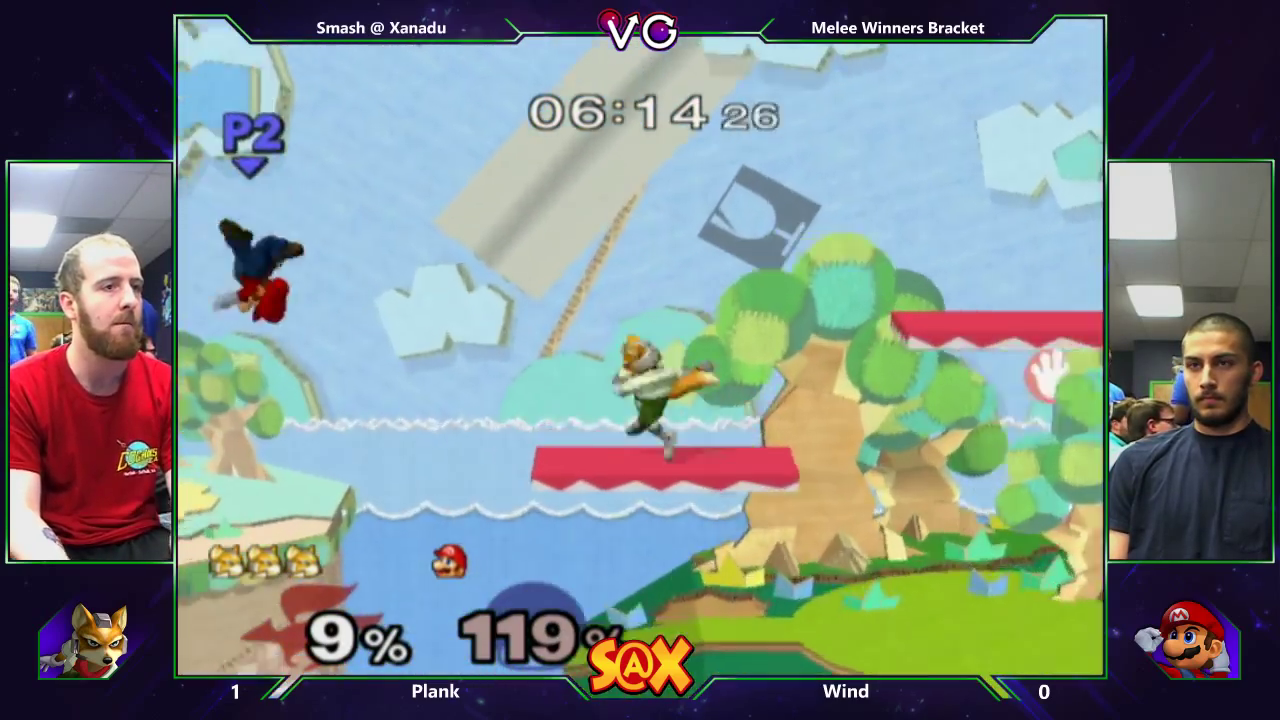 Smash @ Xanadu
VG
Melee Winners Bracket
06:14 26
P2
9%
119%
S@X
1
Plank
Wind
0